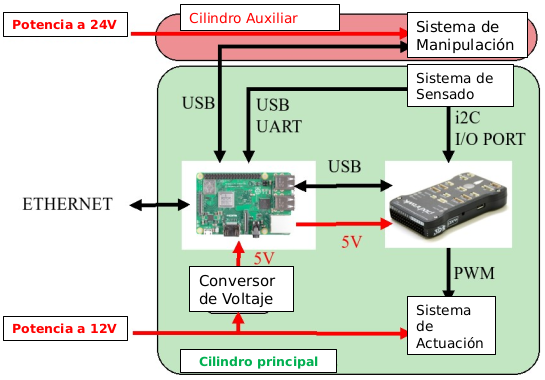 Potencia a 24V
Cilindro Auxiliar
Sistema de
Manipulación
USB
USB
UART
Sistema de
Sensado
i2C
I/O PORT
ETHERNET
USB
5V
5V
PWM
Conversor
de Voltaje
Sistema
de
Actuación
Potencia a 12V
Cilindro principal